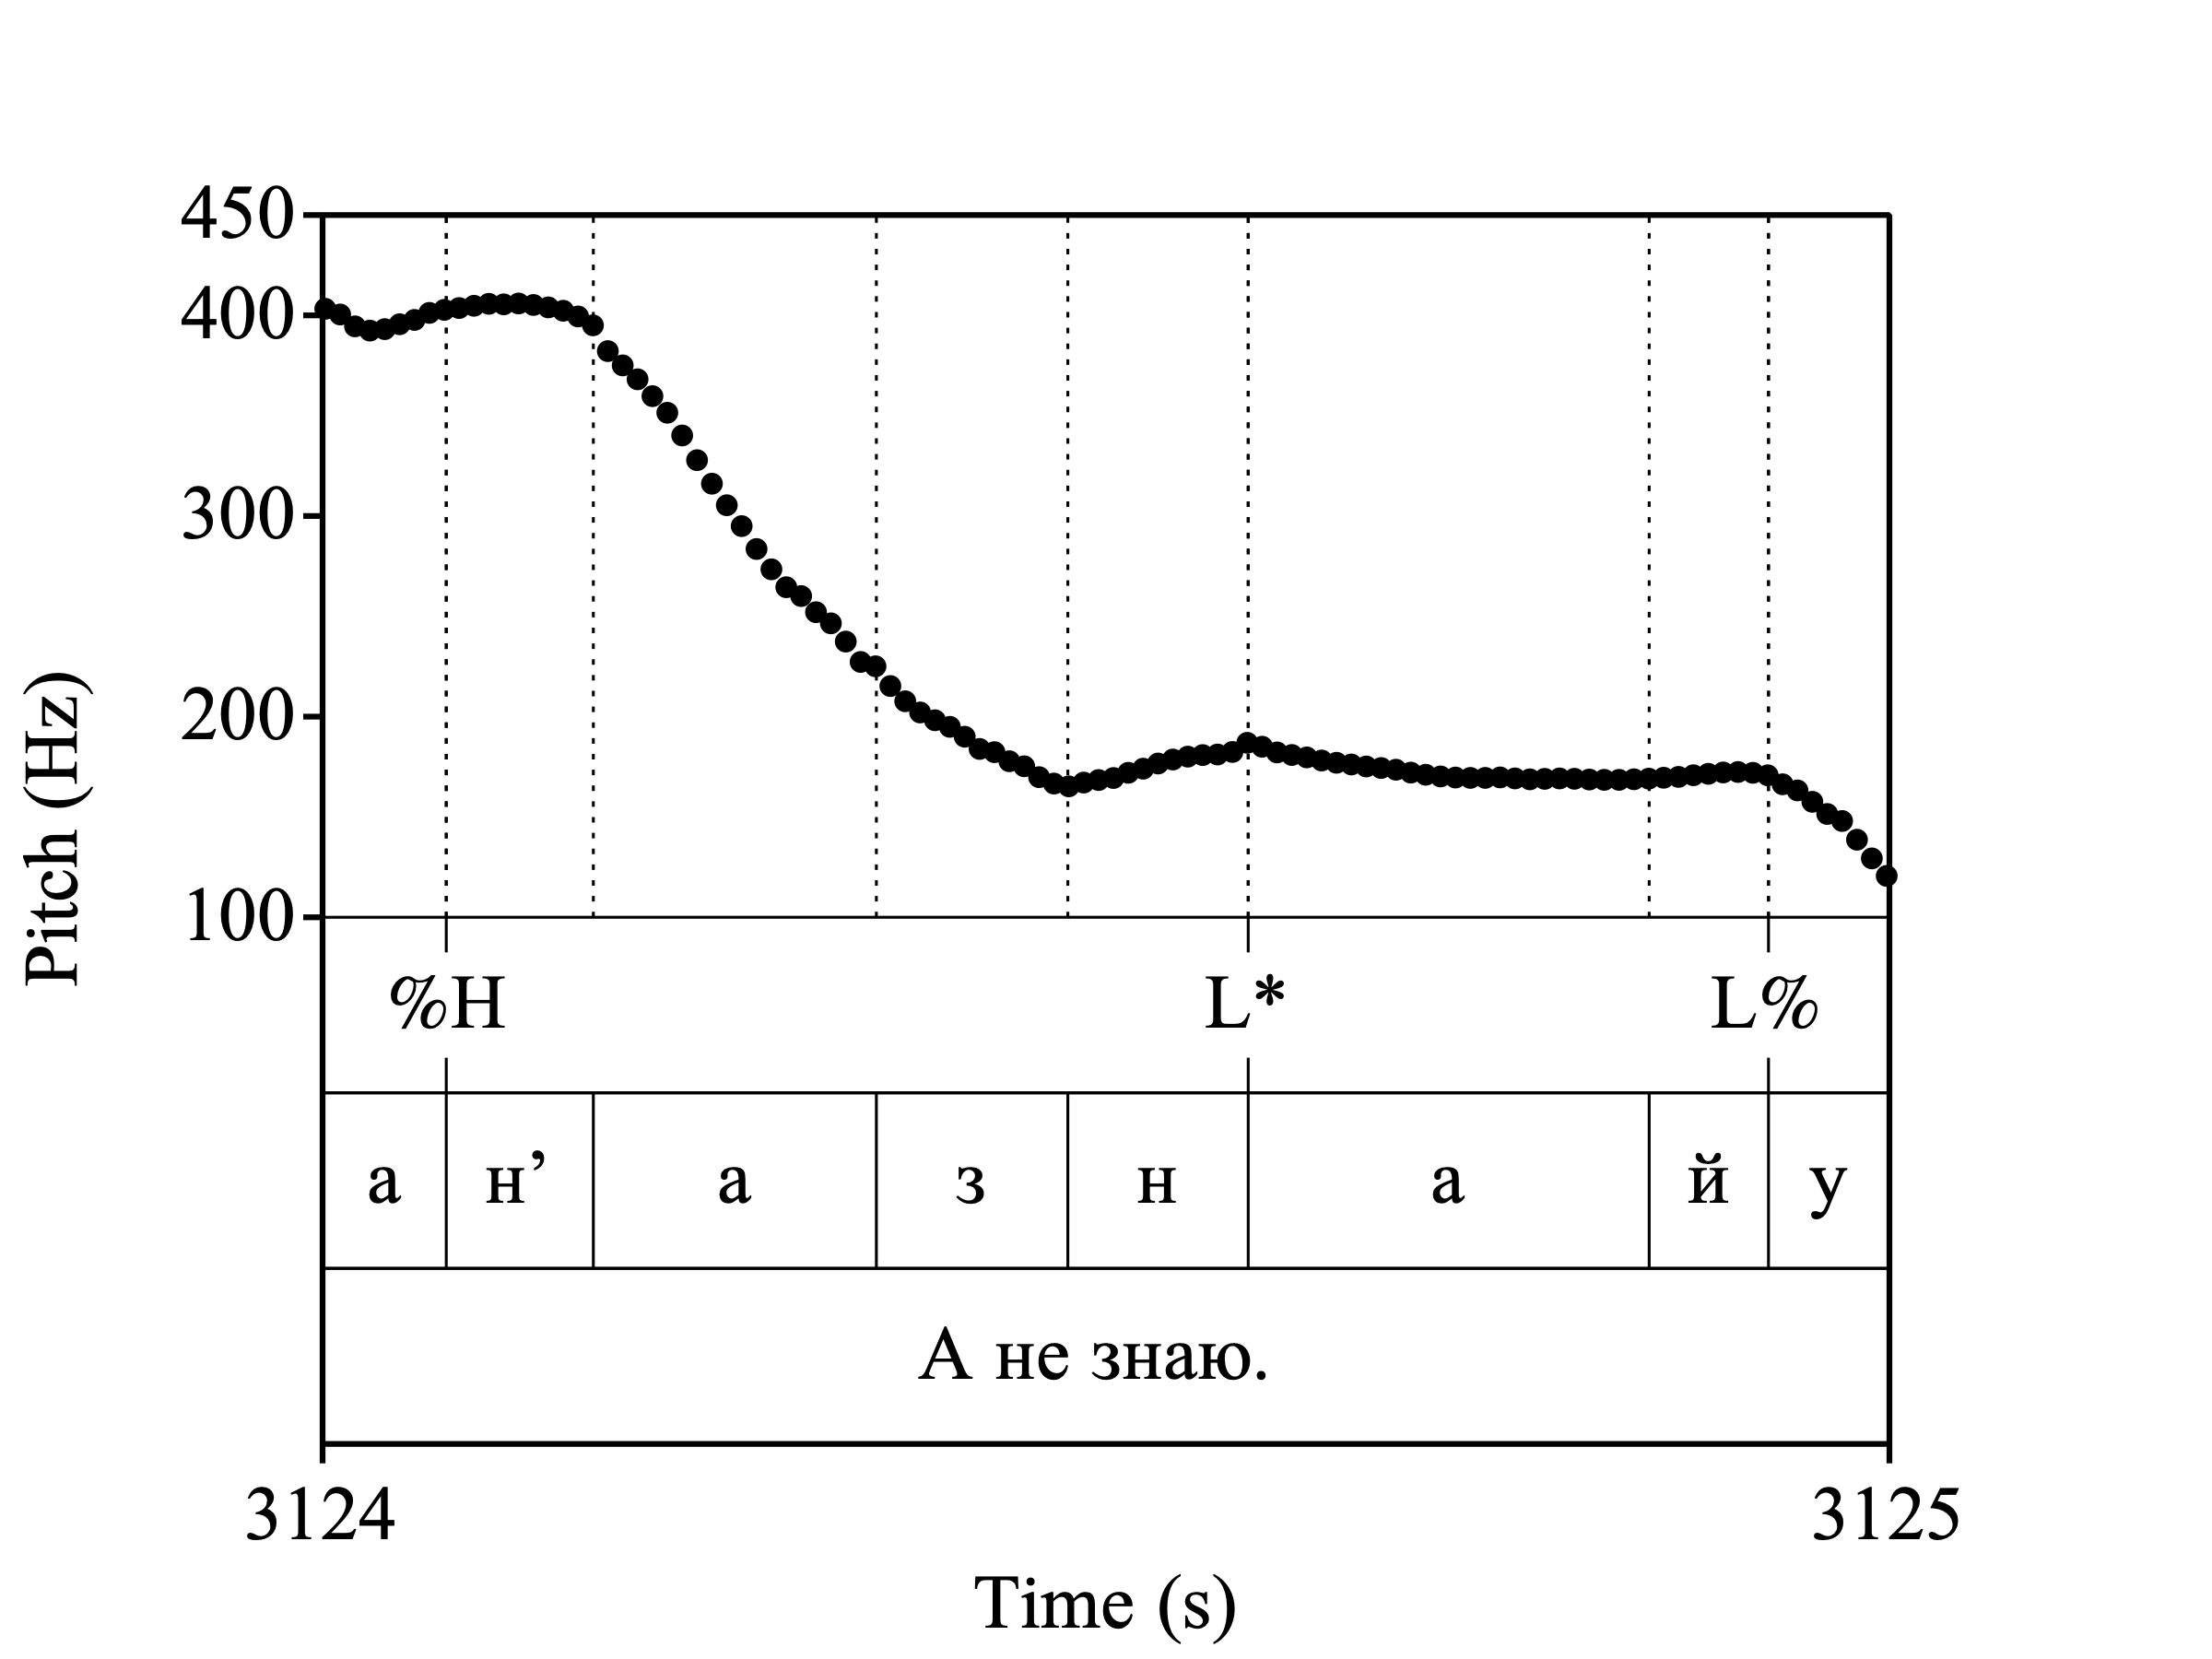 450
400
300
200
100
Pitch (Hz)
%H L* L%
а н’ а з н а й у
А не знаю.
3124 3125
Time (s)